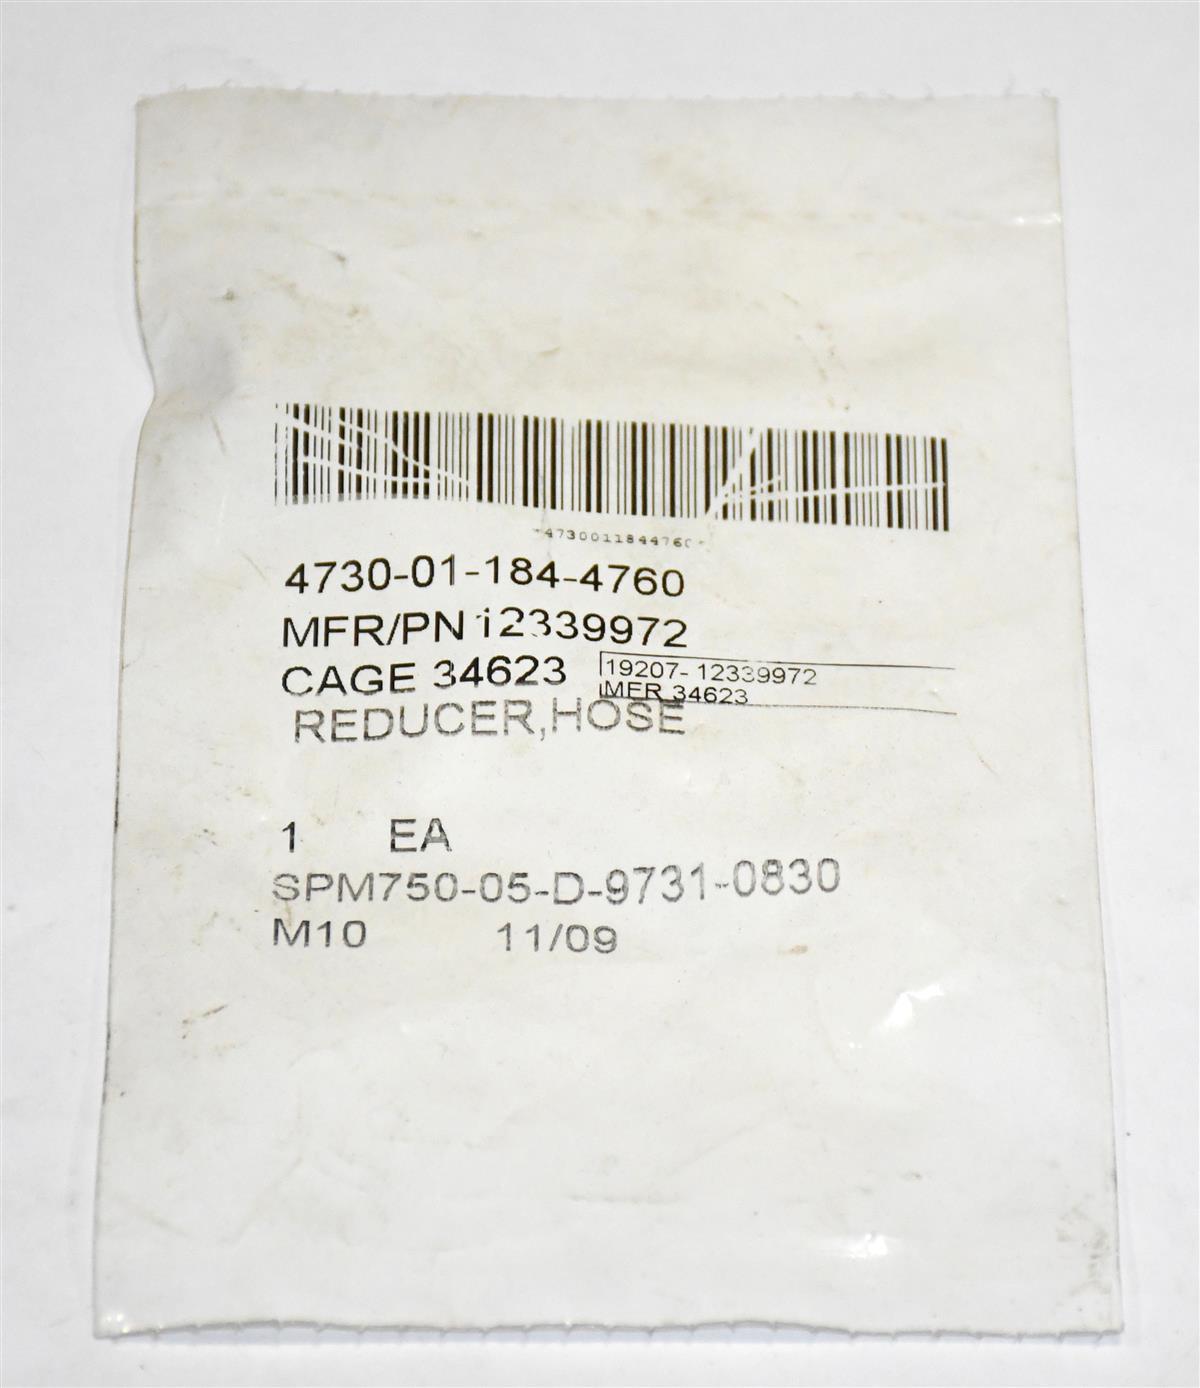 *4730011844760*
4730-01-184-4760
MFR/PN 12339972
CAGE 34623
19207- 12339972
MFR 34623
REDUCER,HOSE
1 EA
SPM750-05-D-9731-0830
M10 11/09